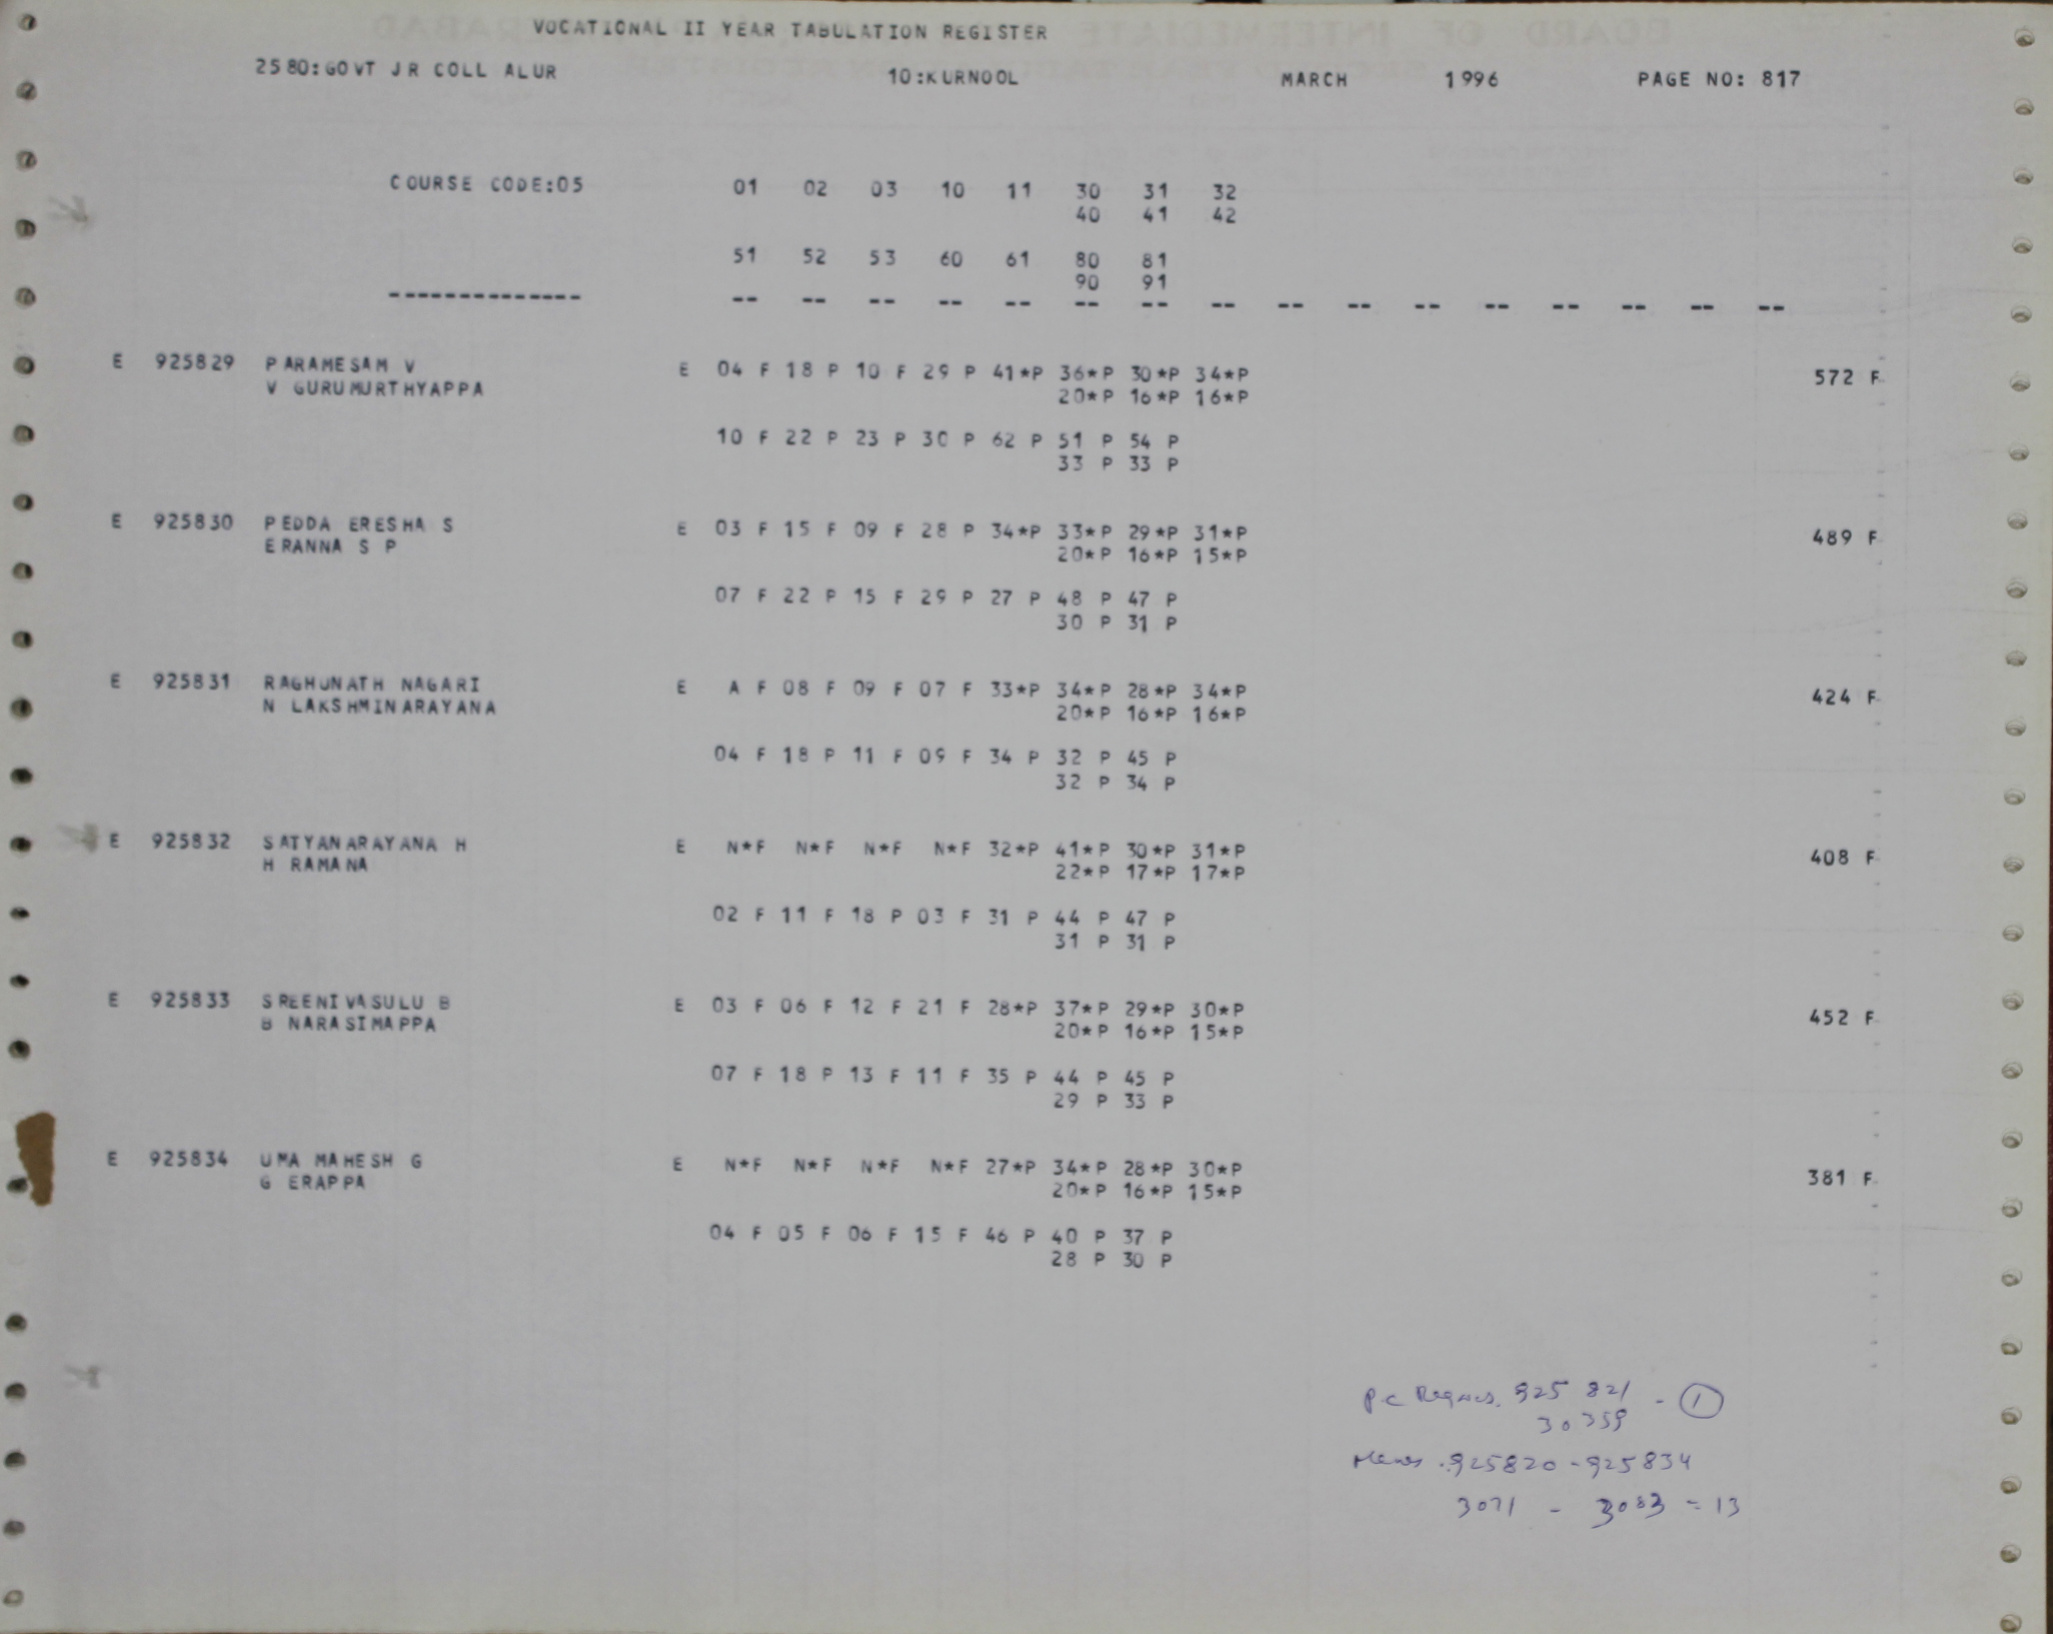 VOCATIONAL II YEAR TABULATION REGISTER
2580:GOVT JR COLL ALUR 10:KURNOOL MARCH 1996 PAGE NO: 817
COURSE CODE:05 01 02 03 10 11 30 31 32
40 41 42
51 52 53 60 61 80 81
90 91
-------------- -- -- -- -- -- -- -- -- -- -- -- -- -- -- -- --
E 925829 PARAMESAM V E 04 F 18 P 10 F 29 P 41*P 36*P 30*P 34*P 572 F
V GURUMURTHYAPPA 20*P 16*P 16*P
10 F 22 P 23 P 30 P 62 P 51 P 54 P
33 P 33 P
E 925830 PEDDA ERESHA S E 03 F 15 F 09 F 28 P 34*P 33*P 29*P 31*P 489 F
ERANNA S P 20*P 16*P 15*P
07 F 22 P 15 F 29 P 27 P 48 P 47 P
30 P 31 P
E 925831 RAGHUNATH NAGARI E A F 08 F 09 F 07 F 33*P 34*P 28*P 34*P 424 F
N LAKSHMINARAYANA 20*P 16*P 16*P
04 F 18 P 11 F 09 F 34 P 32 P 45 P
32 P 34 P
E 925832 SATYANARAYANA H E N*F N*F N*F N*F 32*P 41*P 30*P 31*P 408 F
H RAMANA 22*P 17*P 17*P
02 F 11 F 18 P 03 F 31 P 44 P 47 P
31 P 31 P
E 925833 SREENIVASULU B E 03 F 06 F 12 F 21 F 28*P 37*P 29*P 30*P 452 F
B NARASIMAPPA 20*P 16*P 15*P
07 F 18 P 13 F 11 F 35 P 44 P 45 P
29 P 33 P
E 925834 UMA MAHESH G E N*F N*F N*F N*F 27*P 34*P 28*P 30*P 381 F
G ERAPPA 20*P 16*P 15*P
04 F 05 F 06 F 15 F 46 P 40 P 37 P
28 P 30 P
925 821 - 1
30359
925820 - 925834
3071 - 3083 = 13